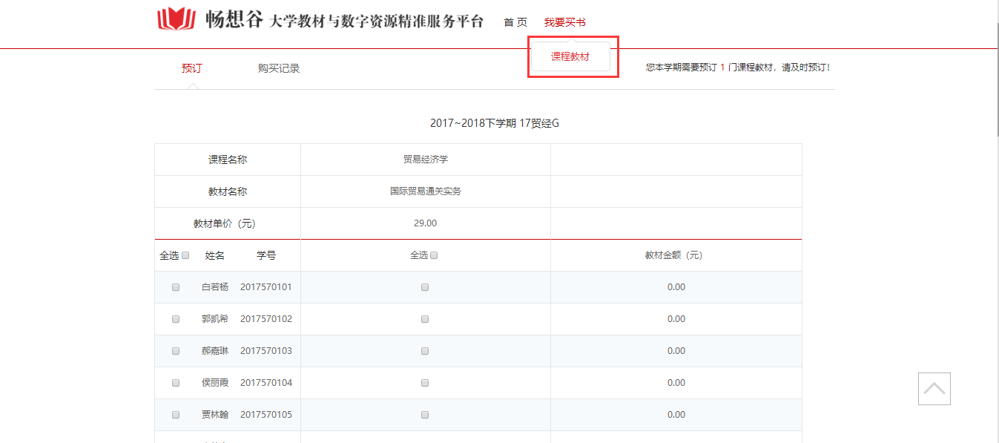 畅想谷 大学教材与数字资源精准服务平台 首 页 我要买书
课程教材
预订 购买记录 您本学期需要预订 1 门课程教材，请及时预订！
2017~2018下学期 17贸经G
课程名称 贸易经济学
教材名称 国际贸易通关实务
教材单价（元） 29.00
全选 姓名 学号 全选 教材金额（元）
白若杨 2017570101 0.00
郭凯希 2017570102 0.00
郝嘉琳 2017570103 0.00
侯丽霞 2017570104 0.00
贾林翰 2017570105 0.00